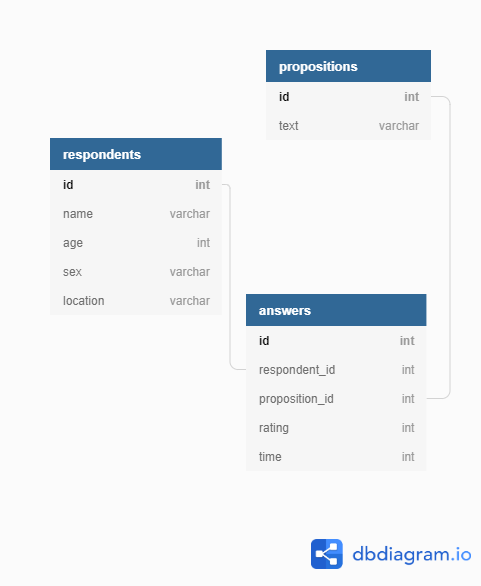 propositions
id int
text varchar
respondents
id int
name varchar
age int
sex varchar
location varchar
answers
id int
respondent_id int
proposition_id int
rating int
time int
dbdiagram.io